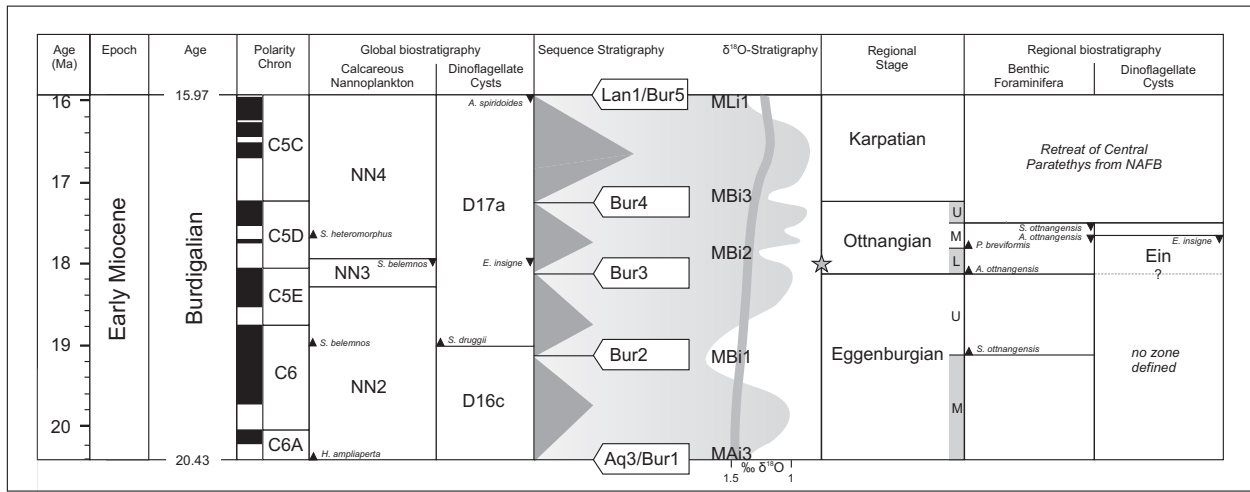 Age
(Ma)
Epoch
Age
Polarity
Chron
Global biostratigraphy
Calcareous
Nannoplankton
Dinoflagellate
Cysts
Sequence Stratigraphy
δ¹⁸O-Stratigraphy
Regional
Stage
Regional biostratigraphy
Benthic
Foraminifera
Dinoflagellate
Cysts
16
17
18
19
20
Early Miocene
15.97
Burdigalian
20.43
C5C
C5D
C5E
C6
C6A
NN4
S. heteromorphus
S. belemnos
NN3
S. belemnos
NN2
H. ampliaperta
A. spiridoides
D17a
E. insigne
S. druggii
D16c
Lan1/Bur5
Bur4
Bur3
Bur2
Aq3/Bur1
MLi1
MBi3
MBi2
MBi1
MAi3
‰ δ¹⁸O
1.5
1
Karpatian
Ottnangian
Eggenburgian
U
M
L
U
M
Retreat of Central
Paratethys from NAFB
S. ottnangensis
A. ottnangensis
P. breviformis
A. ottnangensis
S. ottnangensis
E. insigne
Ein
?
no zone
defined